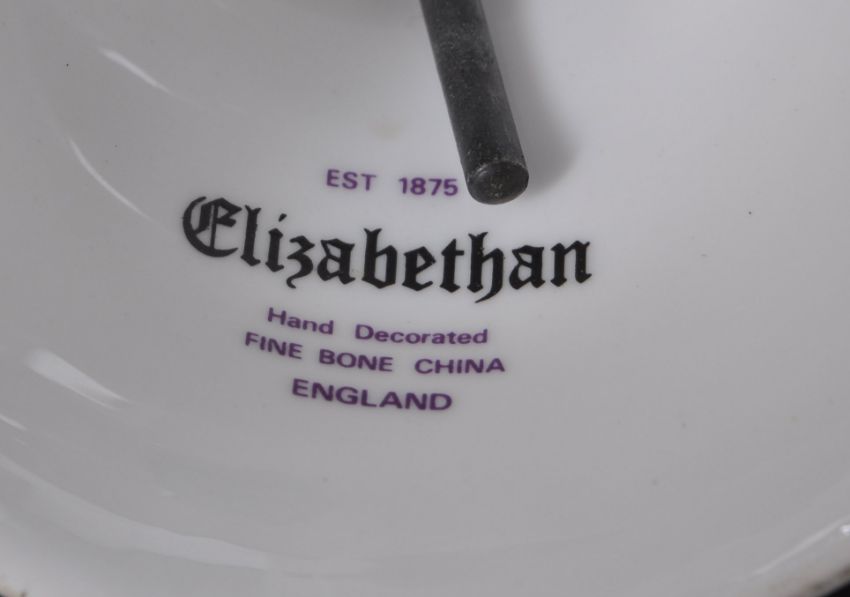 EST 1875
Elizabethan
Hand Decorated
FINE BONE CHINA
ENGLAND